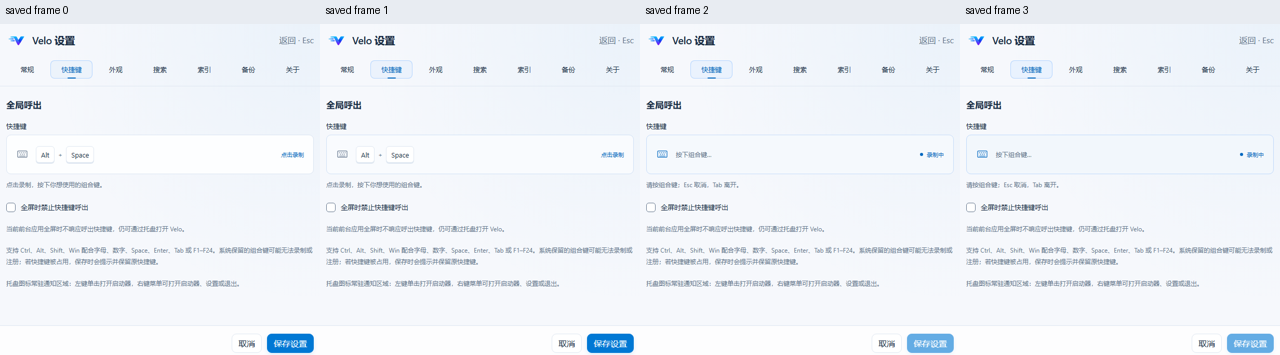 saved frame 0
Velo 设置
返回 · Esc
常规 快捷键 外观 搜索 索引 备份 关于
全局呼出
快捷键
Alt + Space 点击录制
点击录制，按下你想使用的组合键。
全屏时禁止快捷键呼出
当前前台应用全屏时不响应呼出快捷键，仍可通过托盘打开 Velo。
支持 Ctrl、Alt、Shift、Win 配合字母、数字、Space、Enter、Tab 或 F1–F24。系统保留的组合键可能无法录制或
注册；若快捷键被占用，保存时会提示并保留原快捷键。
托盘图标常驻通知区域：左键单击打开启动器，右键菜单可打开启动器、设置或退出。
取消 保存设置
saved frame 1
Velo 设置
返回 · Esc
常规 快捷键 外观 搜索 索引 备份 关于
全局呼出
快捷键
Alt + Space 点击录制
点击录制，按下你想使用的组合键。
全屏时禁止快捷键呼出
当前前台应用全屏时不响应呼出快捷键，仍可通过托盘打开 Velo。
支持 Ctrl、Alt、Shift、Win 配合字母、数字、Space、Enter、Tab 或 F1–F24。系统保留的组合键可能无法录制或
注册；若快捷键被占用，保存时会提示并保留原快捷键。
托盘图标常驻通知区域：左键单击打开启动器，右键菜单可打开启动器、设置或退出。
取消 保存设置
saved frame 2
Velo 设置
返回 · Esc
常规 快捷键 外观 搜索 索引 备份 关于
全局呼出
快捷键
按下组合键... 录制中
请按组合键；Esc 取消，Tab 离开。
全屏时禁止快捷键呼出
当前前台应用全屏时不响应呼出快捷键，仍可通过托盘打开 Velo。
支持 Ctrl、Alt、Shift、Win 配合字母、数字、Space、Enter、Tab 或 F1–F24。系统保留的组合键可能无法录制或
注册；若快捷键被占用，保存时会提示并保留原快捷键。
托盘图标常驻通知区域：左键单击打开启动器，右键菜单可打开启动器、设置或退出。
取消 保存设置
saved frame 3
Velo 设置
返回 · Esc
常规 快捷键 外观 搜索 索引 备份 关于
全局呼出
快捷键
按下组合键... 录制中
请按组合键；Esc 取消，Tab 离开。
全屏时禁止快捷键呼出
当前前台应用全屏时不响应呼出快捷键，仍可通过托盘打开 Velo。
支持 Ctrl、Alt、Shift、Win 配合字母、数字、Space、Enter、Tab 或 F1–F24。系统保留的组合键可能无法录制或
注册；若快捷键被占用，保存时会提示并保留原快捷键。
托盘图标常驻通知区域：左键单击打开启动器，右键菜单可打开启动器、设置或退出。
取消 保存设置